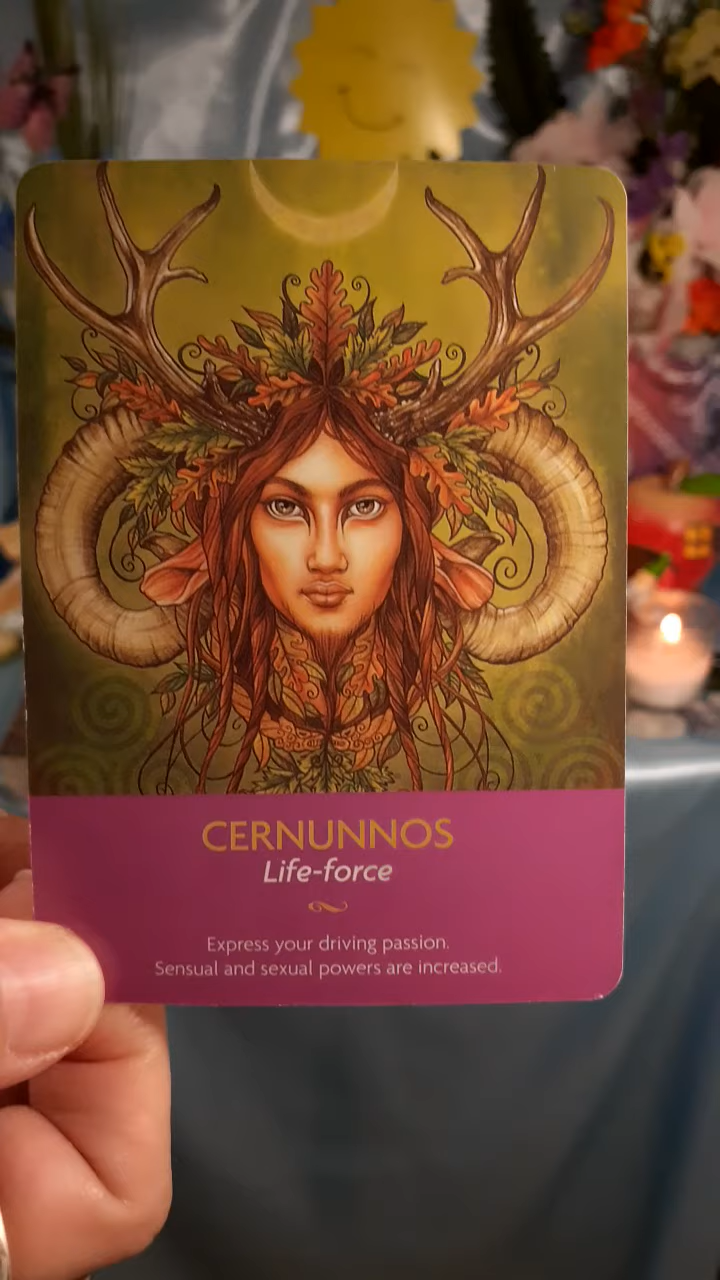 CERNUNNOS
Life-force
Express your driving passion.
Sensual and sexual powers are increased.